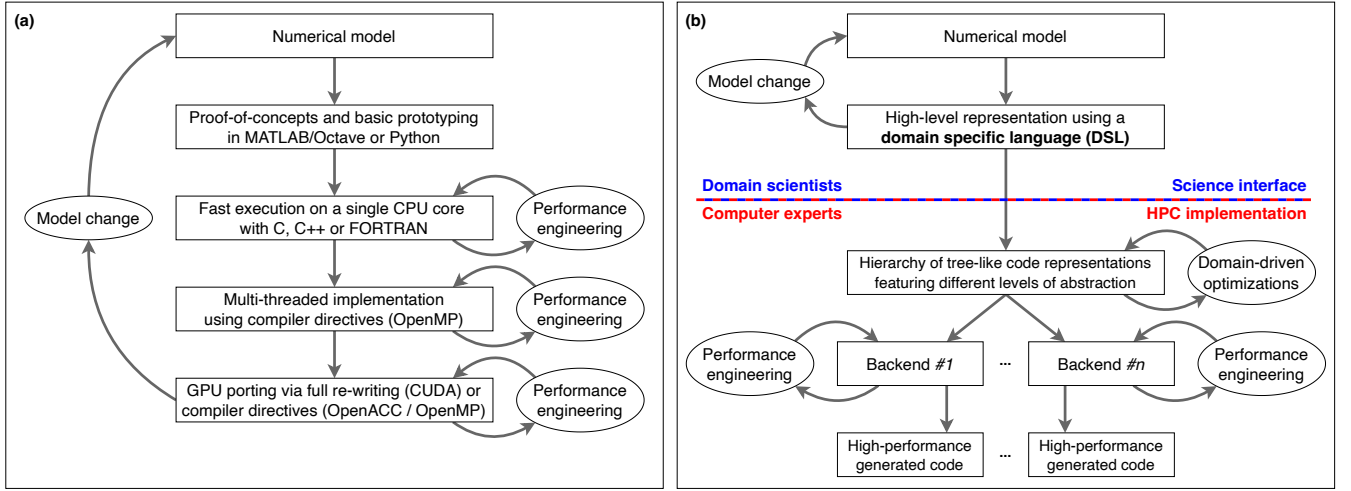 (a)
Numerical model
Proof-of-concepts and basic prototyping
in MATLAB/Octave or Python
Model change
Fast execution on a single CPU core
with C, C++ or FORTRAN
Performance
engineering
Multi-threaded implementation
using compiler directives (OpenMP)
Performance
engineering
GPU porting via full re-writing (CUDA) or
compiler directives (OpenACC / OpenMP)
Performance
engineering
(b)
Numerical model
Model change
High-level representation using a
domain specific language (DSL)
Domain scientists
Science interface
Computer experts
HPC implementation
Hierarchy of tree-like code representations
featuring different levels of abstraction
Domain-driven
optimizations
Performance
engineering
Backend #1
...
Backend #n
Performance
engineering
High-performance
generated code
...
High-performance
generated code